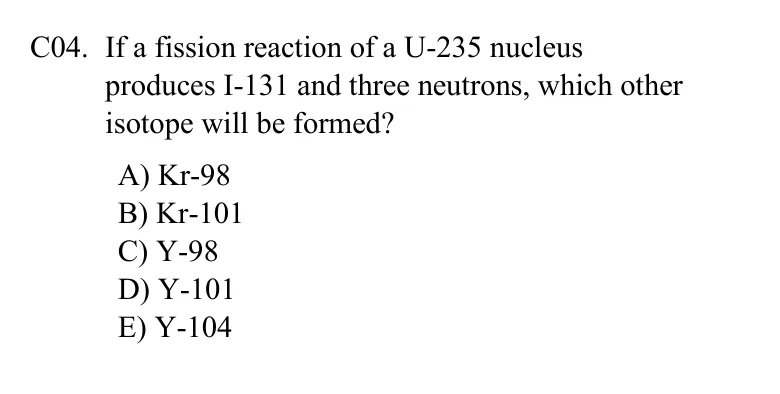 C04. If a fission reaction of a U-235 nucleus
produces I-131 and three neutrons, which other
isotope will be formed?
A) Kr-98
B) Kr-101
C) Y-98
D) Y-101
E) Y-104